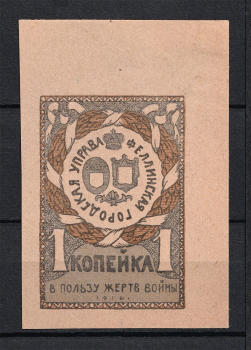 ФЕЛЛИНСКАЯ ГОРОДСКАЯ УПРАВА
1 КОПЕЙКА 1
В ПОЛЬЗУ ЖЕРТВ ВОЙНЫ